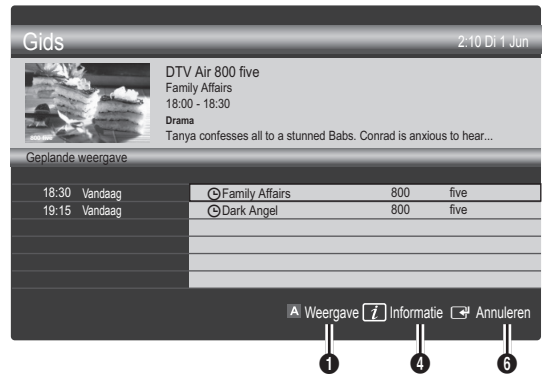 Gids 2:10 Di 1 Jun
DTV Air 800 five
Family Affairs
18:00 - 18:30
Drama
Tanya confesses all to a stunned Babs. Conrad is anxious to hear...
Geplande weergave
18:30 Vandaag Family Affairs 800 five
19:15 Vandaag Dark Angel 800 five
A Weergave i Informatie Annuleren
1 4 6